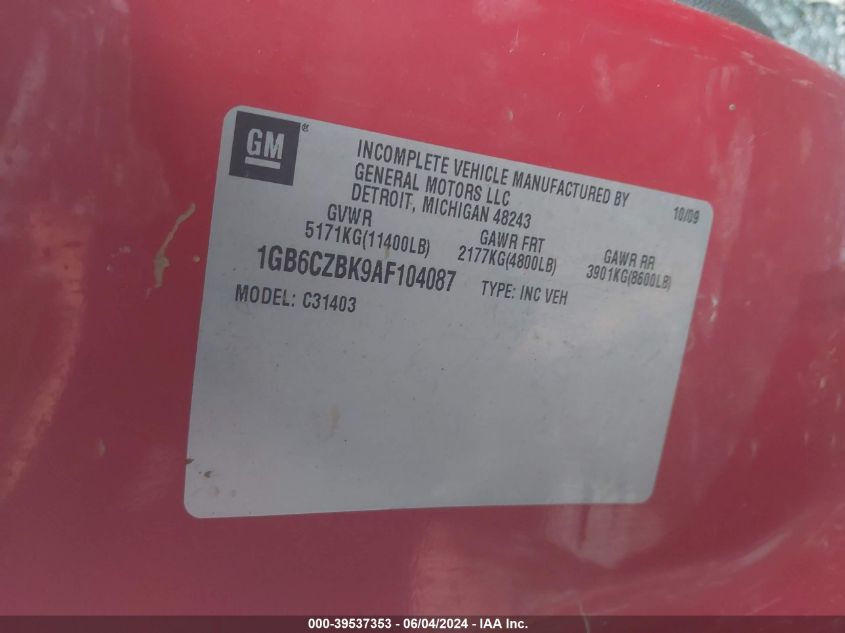 GM®
INCOMPLETE VEHICLE MANUFACTURED BY
GENERAL MOTORS LLC
DETROIT, MICHIGAN 48243
10/09
GVWR
5171KG(11400LB)
GAWR FRT
2177KG(4800LB)
GAWR RR
3901KG(8600LB)
1GB6CZBK9AF104087
TYPE: INC VEH
MODEL: C31403
000-39537353 - 06/04/2024 - IAA Inc.